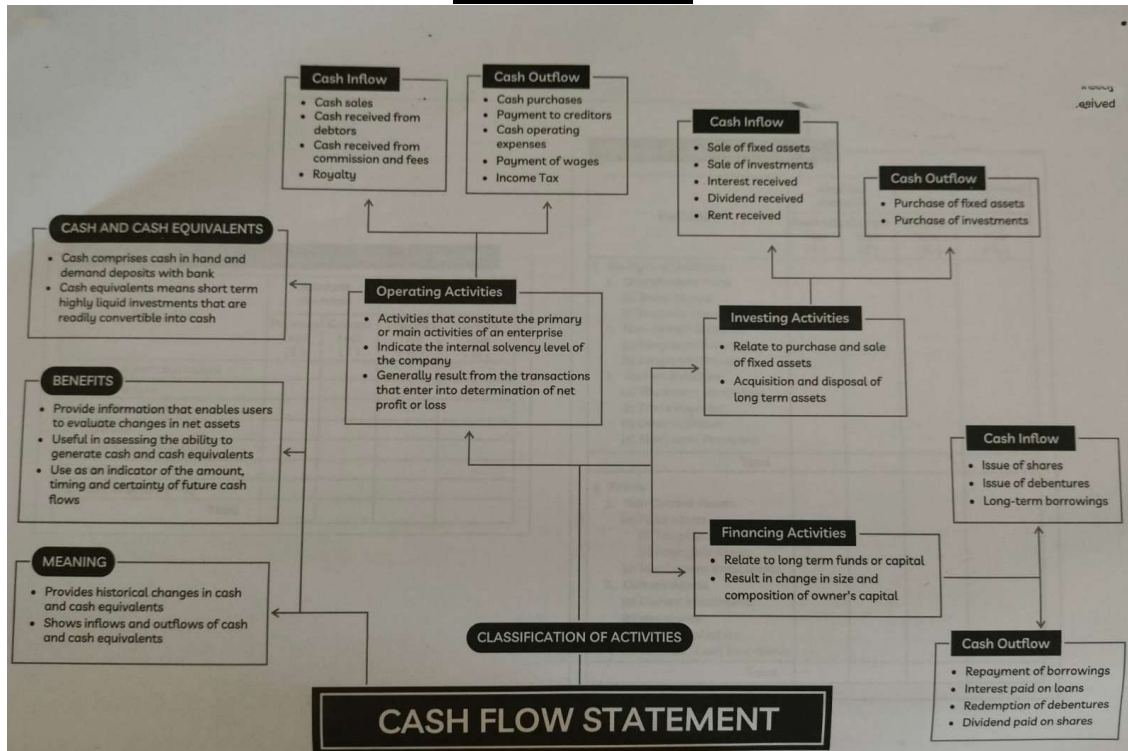 Cash Inflow
• Cash sales
• Cash received from
debtors
• Cash received from
commission and fees
• Royalty
Cash Outflow
• Cash purchases
• Payment to creditors
• Cash operating
expenses
• Payment of wages
• Income Tax
Cash Inflow
• Sale of fixed assets
• Sale of investments
• Interest received
• Dividend received
• Rent received
Cash Outflow
• Purchase of fixed assets
• Purchase of investments
CASH AND CASH EQUIVALENTS
• Cash comprises cash in hand and
demand deposits with bank
• Cash equivalents means short term
highly liquid investments that are
readily convertible into cash
Operating Activities
• Activities that constitute the primary
or main activities of an enterprise
• Indicate the internal solvency level of
the company
• Generally result from the transactions
that enter into determination of net
profit or loss
Investing Activities
• Relate to purchase and sale
of fixed assets
• Acquisition and disposal of
long term assets
BENEFITS
• Provide information that enables users
to evaluate changes in net assets
• Useful in assessing the ability to
generate cash and cash equivalents
• Use as an indicator of the amount,
timing and certainty of future cash
flows
Cash Inflow
• Issue of shares
• Issue of debentures
• Long-term borrowings
Financing Activities
• Relate to long term funds or capital
• Result in change in size and
composition of owner's capital
MEANING
• Provides historical changes in cash
and cash equivalents
• Shows inflows and outflows of cash
and cash equivalents
CLASSIFICATION OF ACTIVITIES
Cash Outflow
• Repayment of borrowings
• Interest paid on loans
• Redemption of debentures
• Dividend paid on shares
CASH FLOW STATEMENT